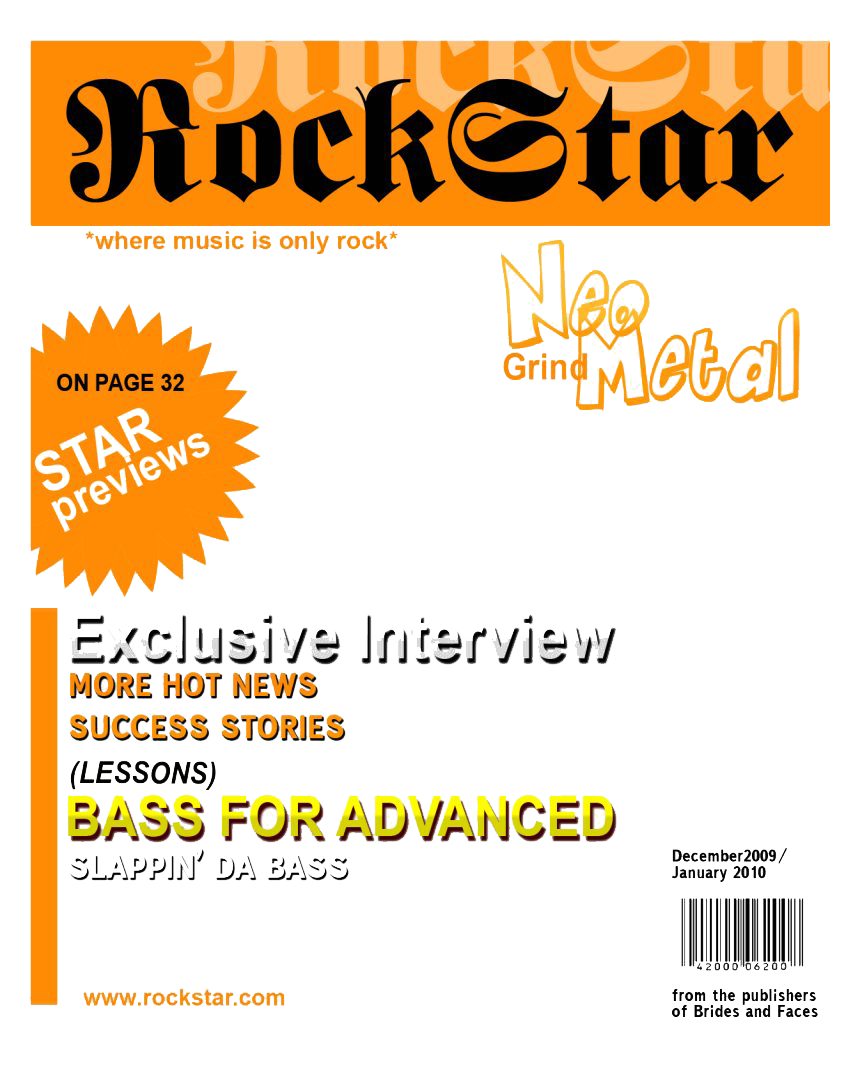 RockSta
RockStar
*where music is only rock*
Neo
Grind Metal
ON PAGE 32
STAR
previews
Exclusive Interview
MORE HOT NEWS
SUCCESS STORIES
(LESSONS)
BASS FOR ADVANCED
SLAPPIN' DA BASS
December2009/
January 2010
42000 06200
www.rockstar.com
from the publishers
of Brides and Faces